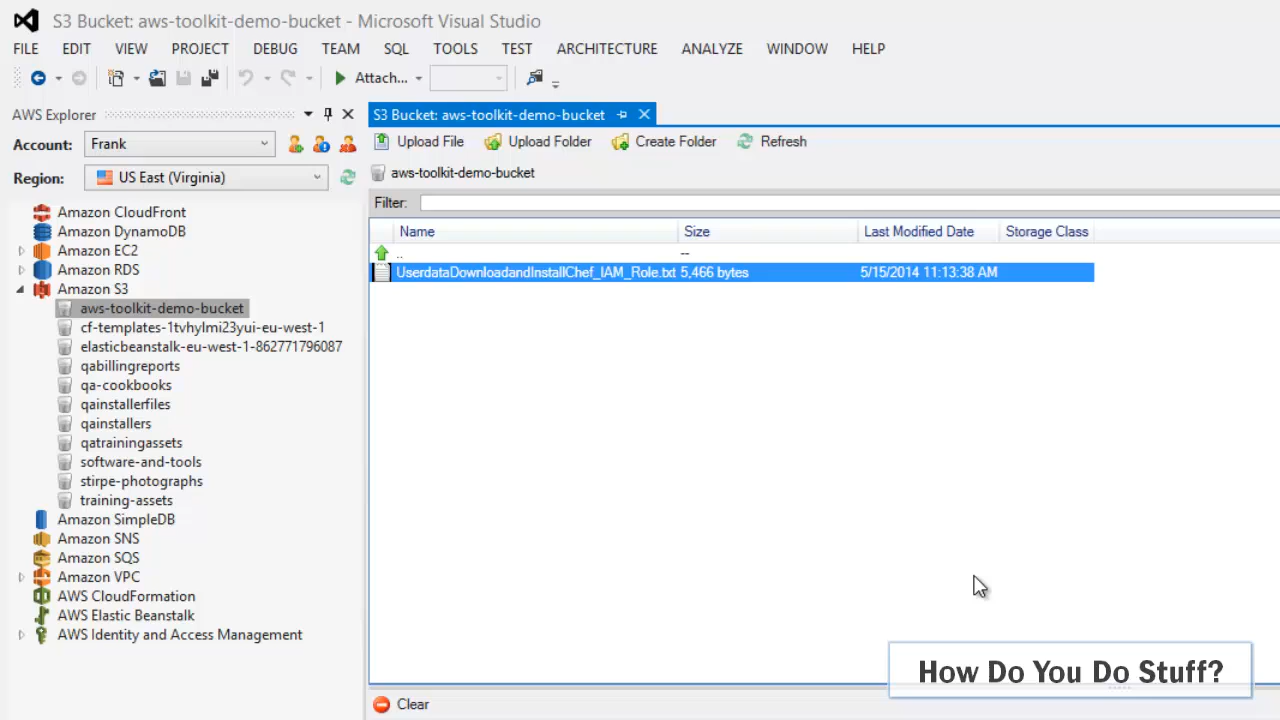 S3 Bucket: aws-toolkit-demo-bucket - Microsoft Visual Studio
FILE EDIT VIEW PROJECT DEBUG TEAM SQL TOOLS TEST ARCHITECTURE ANALYZE WINDOW HELP
Attach...
AWS Explorer
S3 Bucket: aws-toolkit-demo-bucket
Account: Frank
Upload File Upload Folder Create Folder Refresh
Region: US East (Virginia)
aws-toolkit-demo-bucket
Filter:
Name Size Last Modified Date Storage Class
.. --
UserdataDownloadandInstallChef_IAM_Role.txt 5,466 bytes 5/15/2014 11:13:38 AM
Amazon CloudFront
Amazon DynamoDB
Amazon EC2
Amazon RDS
Amazon S3
aws-toolkit-demo-bucket
cf-templates-1tvhylmi23yui-eu-west-1
elasticbeanstalk-eu-west-1-862771796087
qabillingreports
qa-cookbooks
qainstallerfiles
qainstallers
qatrainingassets
software-and-tools
stirpe-photographs
training-assets
Amazon SimpleDB
Amazon SNS
Amazon SQS
Amazon VPC
AWS CloudFormation
AWS Elastic Beanstalk
AWS Identity and Access Management
How Do You Do Stuff?
Clear